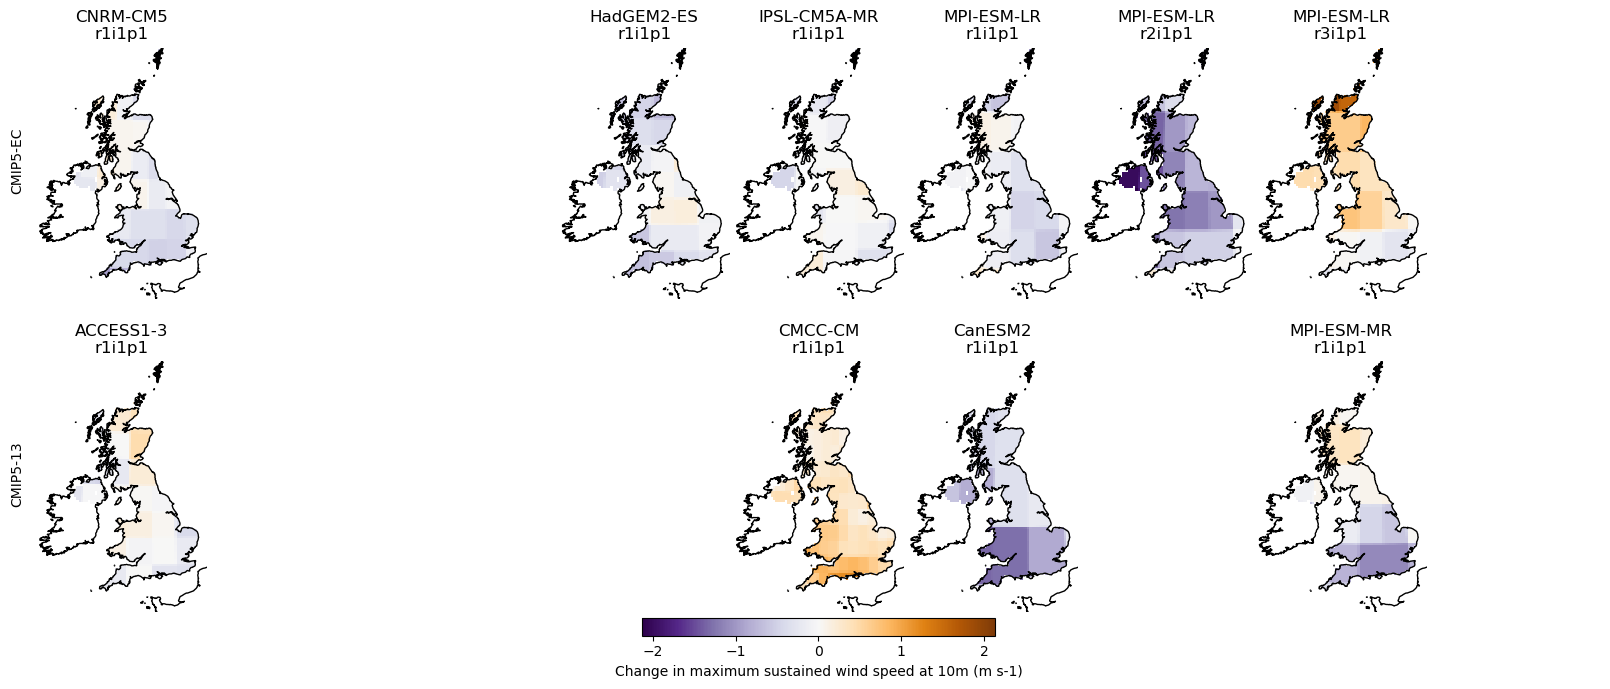 CNRM-CM5
r1i1p1
HadGEM2-ES
r1i1p1
IPSL-CM5A-MR
r1i1p1
MPI-ESM-LR
r1i1p1
MPI-ESM-LR
r2i1p1
MPI-ESM-LR
r3i1p1
CMIP5-EC
ACCESS1-3
r1i1p1
CMCC-CM
r1i1p1
CanESM2
r1i1p1
MPI-ESM-MR
r1i1p1
CMIP5-13
−2 −1 0 1 2
Change in maximum sustained wind speed at 10m (m s-1)